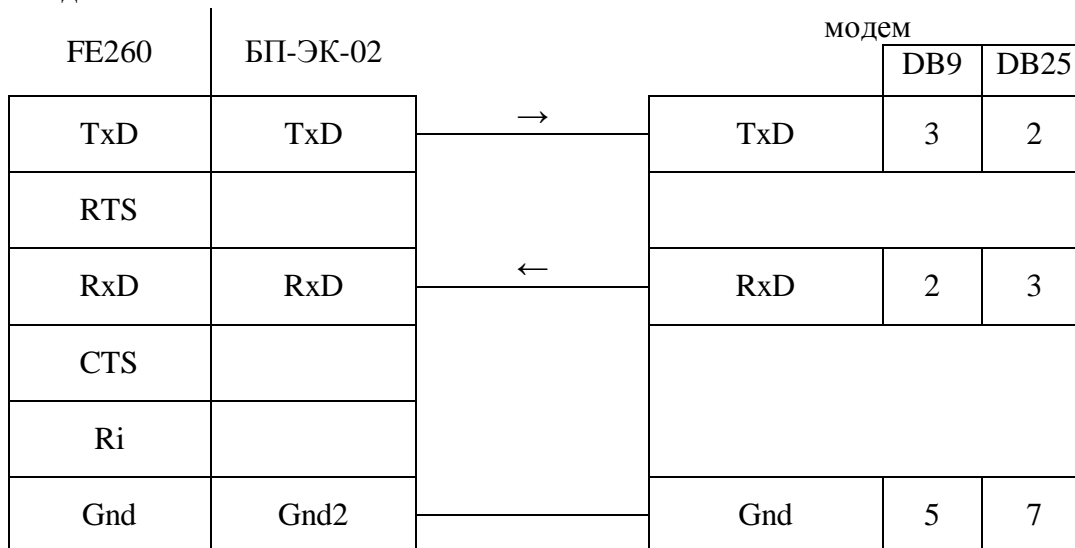 модем
FE260 БП-ЭК-02 DB9 DB25
TxD TxD → TxD 3 2
RTS
RxD RxD ← RxD 2 3
CTS
Ri
Gnd Gnd2 Gnd 5 7